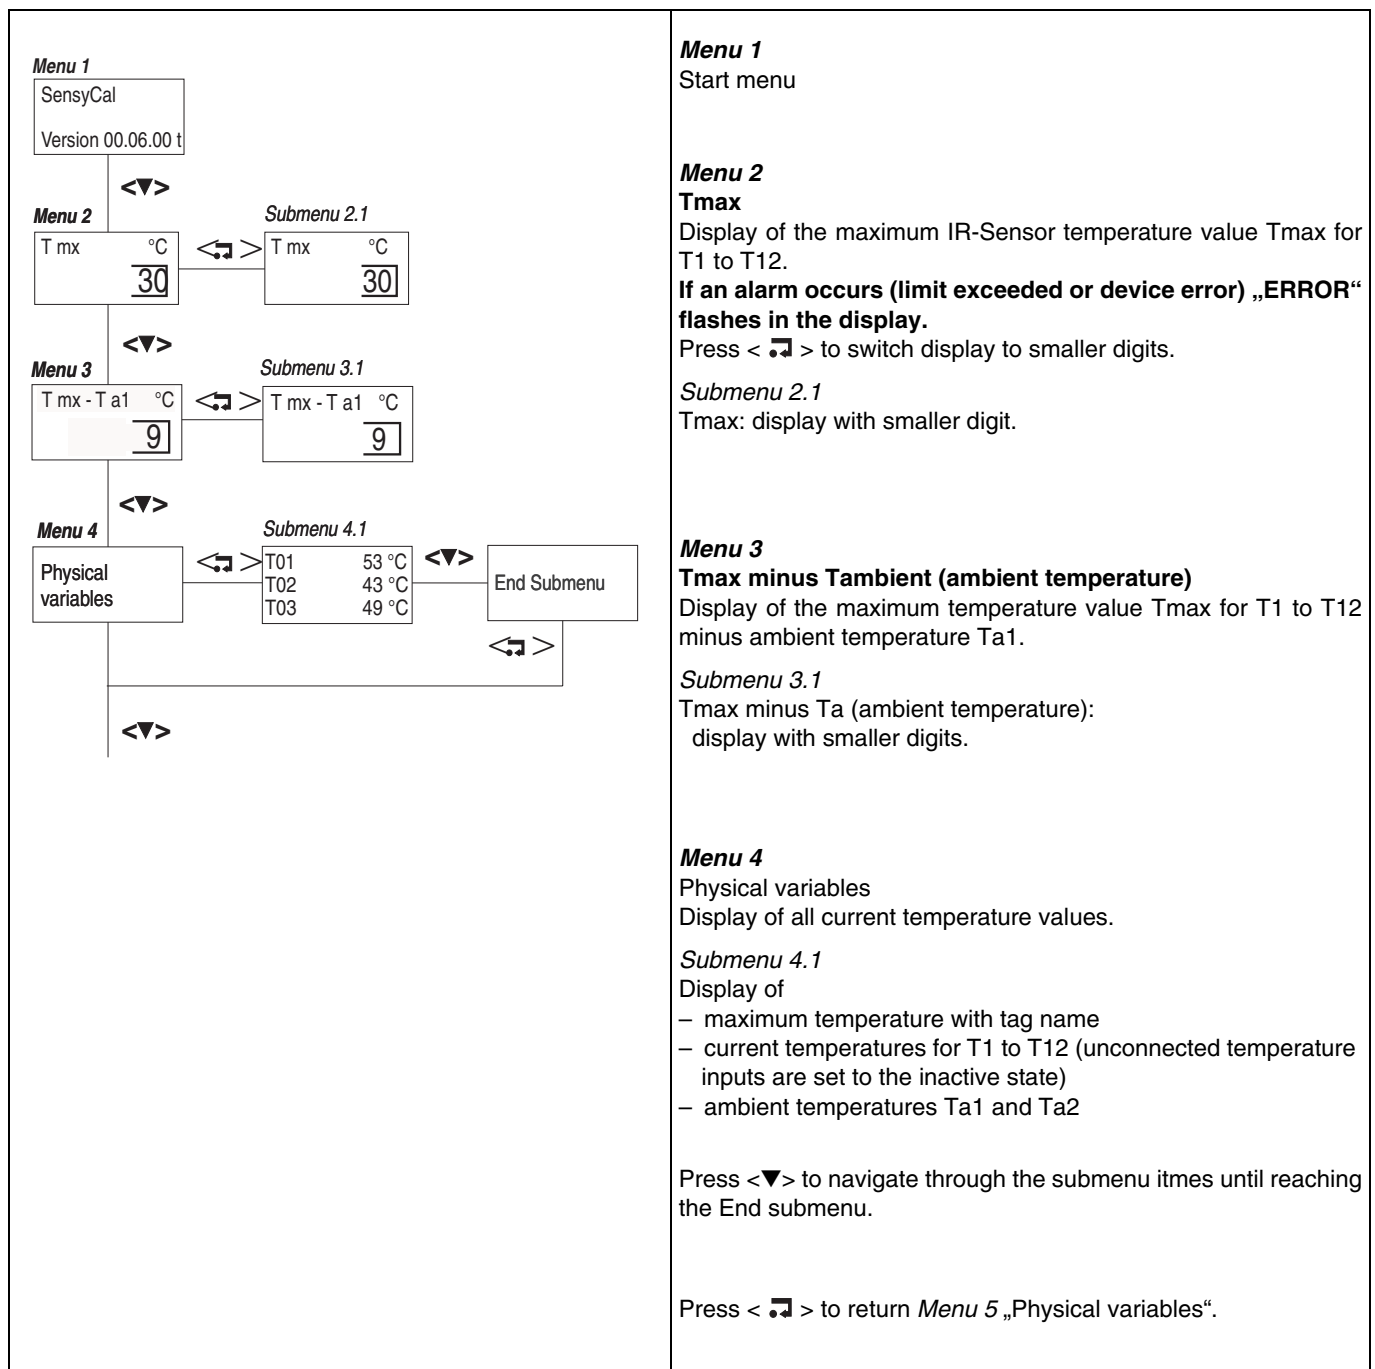 Menu 1
SensyCal
Version 00.06.00 t
<▼>
Menu 2
Submenu 2.1
T mx °C
30
< >
T mx °C
30
<▼>
Menu 3
Submenu 3.1
T mx - T a1 °C
9
< >
T mx - T a1 °C
9
<▼>
Menu 4
Submenu 4.1
Physical
variables
< >
T01 53 °C
T02 43 °C
T03 49 °C
<▼>
End Submenu
< >
<▼>
Menu 1
Start menu
Menu 2
Tmax
Display of the maximum IR-Sensor temperature value Tmax for
T1 to T12.
If an alarm occurs (limit exceeded or device error) „ERROR“
flashes in the display.
Press < > to switch display to smaller digits.
Submenu 2.1
Tmax: display with smaller digit.
Menu 3
Tmax minus Tambient (ambient temperature)
Display of the maximum temperature value Tmax for T1 to T12
minus ambient temperature Ta1.
Submenu 3.1
Tmax minus Ta (ambient temperature):
display with smaller digits.
Menu 4
Physical variables
Display of all current temperature values.
Submenu 4.1
Display of
– maximum temperature with tag name
– current temperatures for T1 to T12 (unconnected temperature
inputs are set to the inactive state)
– ambient temperatures Ta1 and Ta2
Press <▼> to navigate through the submenu itmes until reaching
the End submenu.
Press < > to return Menu 5 „Physical variables“.